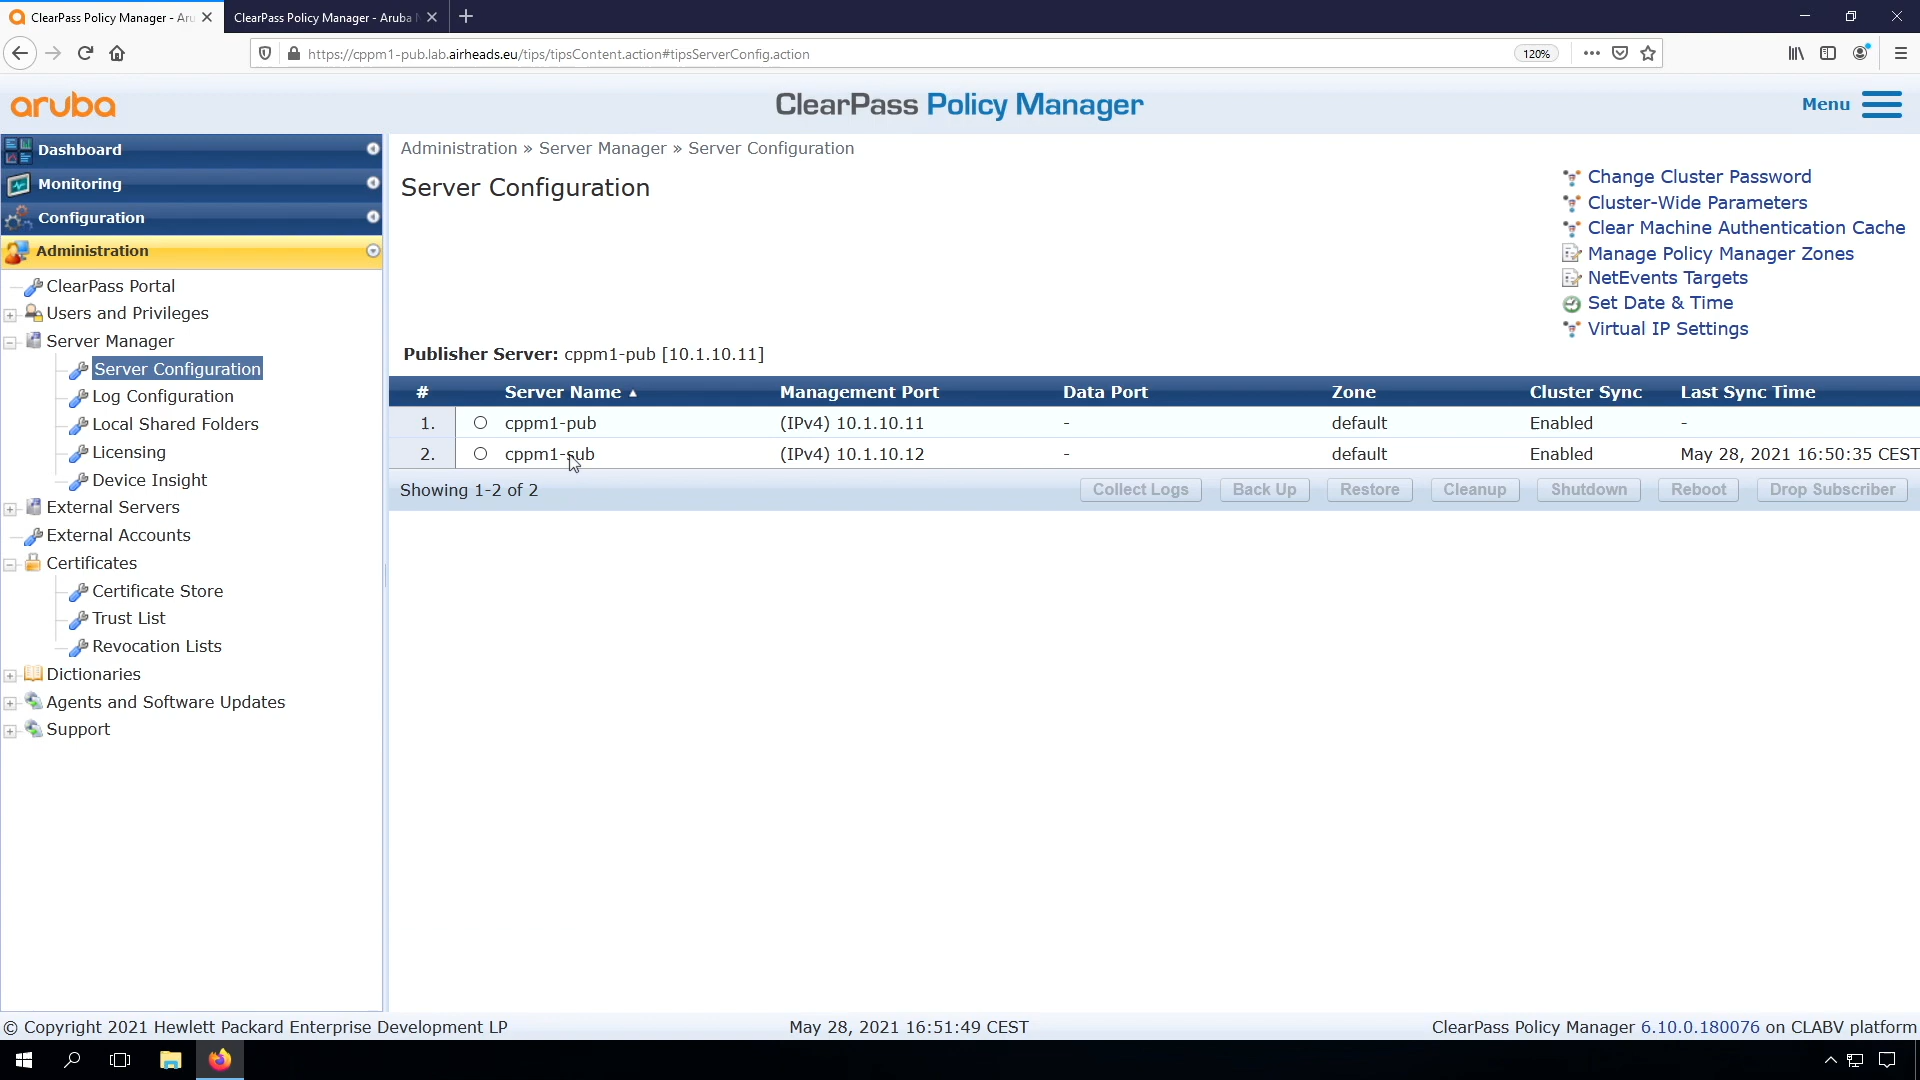 ClearPass Policy Manager - Aru
ClearPass Policy Manager - Aruba
https://cppm1-pub.lab.airheads.eu/tips/tipsContent.action#tipsServerConfig.action
120%
aruba
ClearPass Policy Manager
Menu
Dashboard
Monitoring
Configuration
Administration
ClearPass Portal
Users and Privileges
Server Manager
Server Configuration
Log Configuration
Local Shared Folders
Licensing
Device Insight
External Servers
External Accounts
Certificates
Certificate Store
Trust List
Revocation Lists
Dictionaries
Agents and Software Updates
Support
Administration » Server Manager » Server Configuration
Server Configuration
Change Cluster Password
Cluster-Wide Parameters
Clear Machine Authentication Cache
Manage Policy Manager Zones
NetEvents Targets
Set Date & Time
Virtual IP Settings
Publisher Server: cppm1-pub [10.1.10.11]
# Server Name ▲ Management Port Data Port Zone Cluster Sync Last Sync Time
1. cppm1-pub (IPv4) 10.1.10.11 - default Enabled -
2. cppm1-sub (IPv4) 10.1.10.12 - default Enabled May 28, 2021 16:50:35 CEST
Showing 1-2 of 2
Collect Logs Back Up Restore Cleanup Shutdown Reboot Drop Subscriber
© Copyright 2021 Hewlett Packard Enterprise Development LP
May 28, 2021 16:51:49 CEST
ClearPass Policy Manager 6.10.0.180076 on CLABV platform